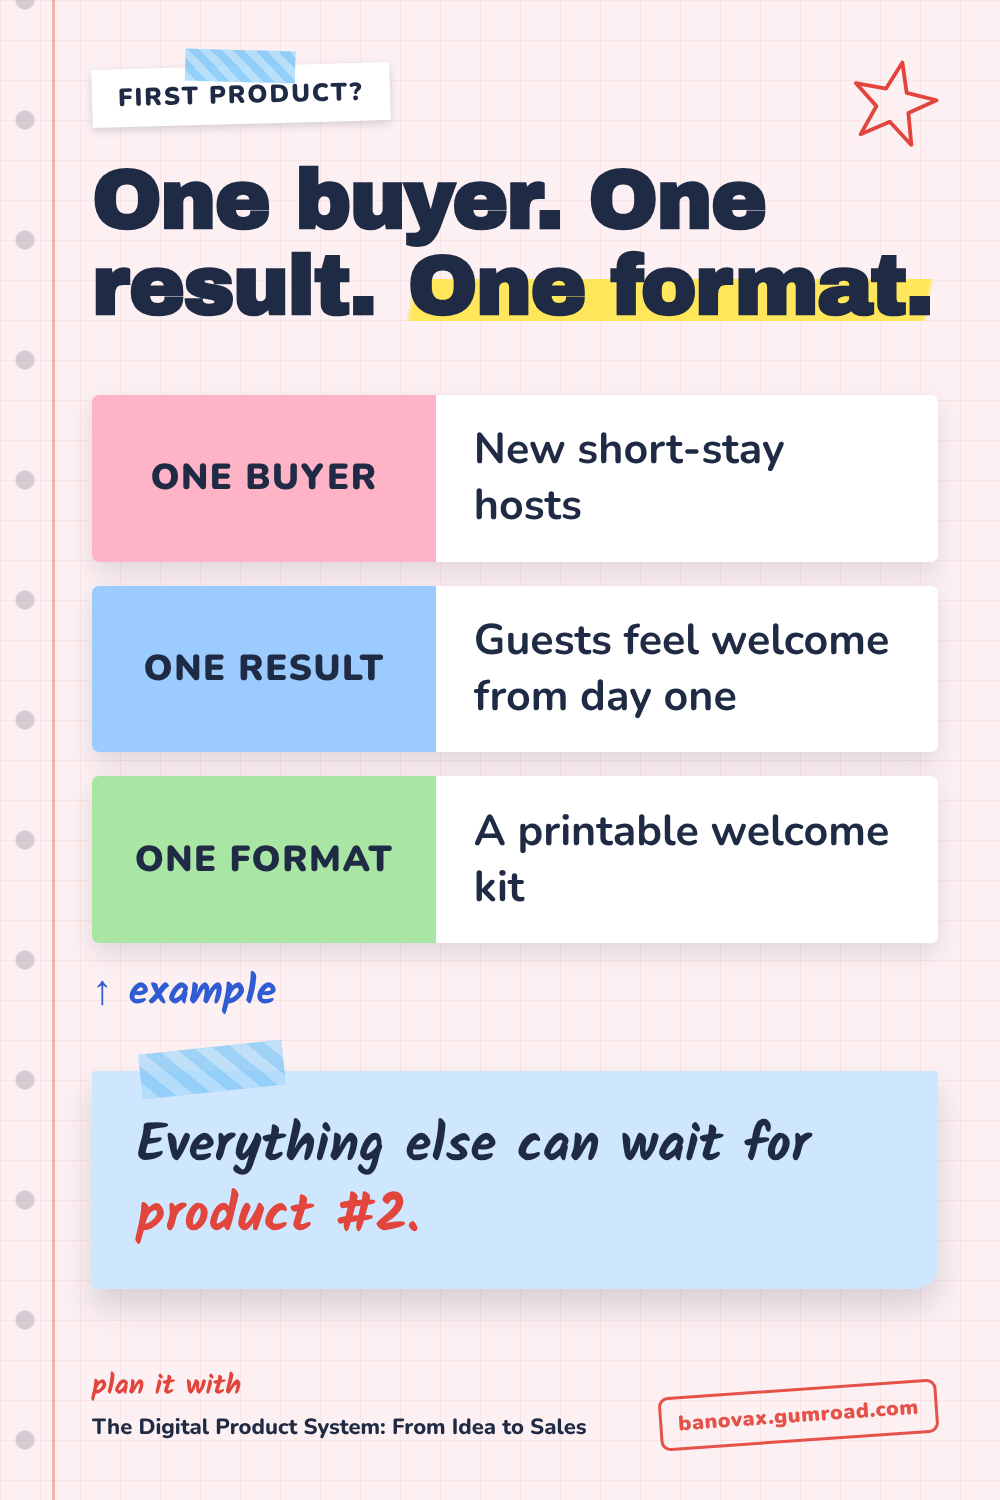 FIRST PRODUCT?
One buyer. One
result. One format.
ONE BUYER
New short-stay
hosts
ONE RESULT
Guests feel welcome
from day one
ONE FORMAT
A printable welcome
kit
↑ example
Everything else can wait for
product #2.
plan it with
The Digital Product System: From Idea to Sales
banovax.gumroad.com